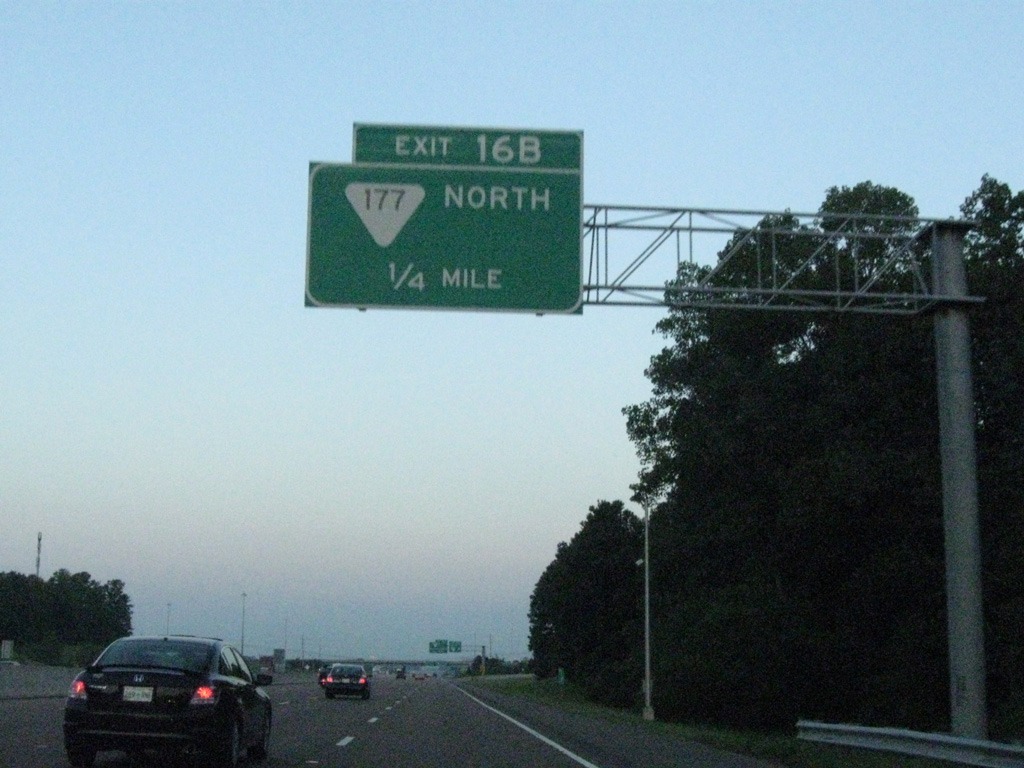 EXIT 16B
177 NORTH
1/4 MILE